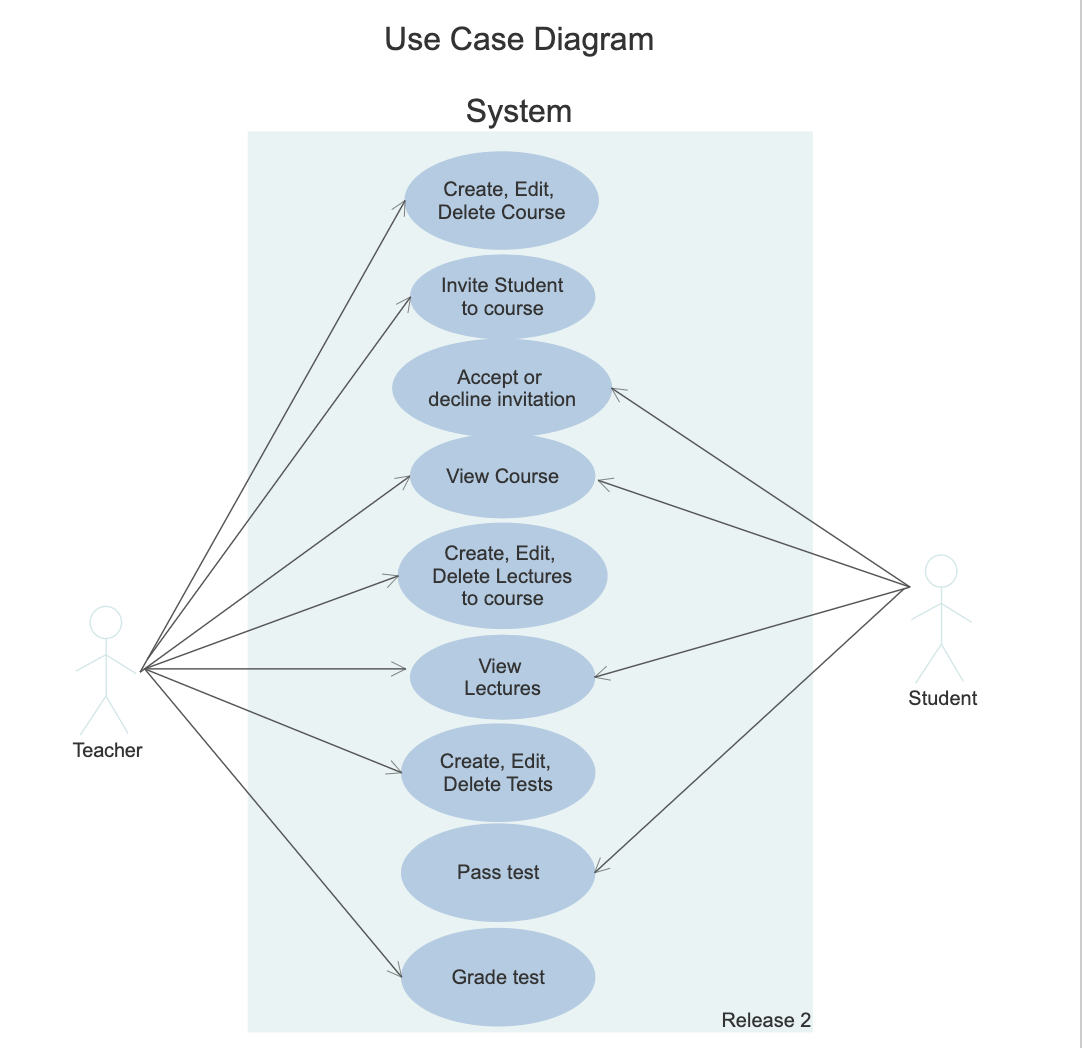 Use Case Diagram
System
Create, Edit,
Delete Course
Invite Student
to course
Accept or
decline invitation
View Course
Create, Edit,
Delete Lectures
to course
View
Lectures
Create, Edit,
Delete Tests
Pass test
Grade test
Teacher
Student
Release 2